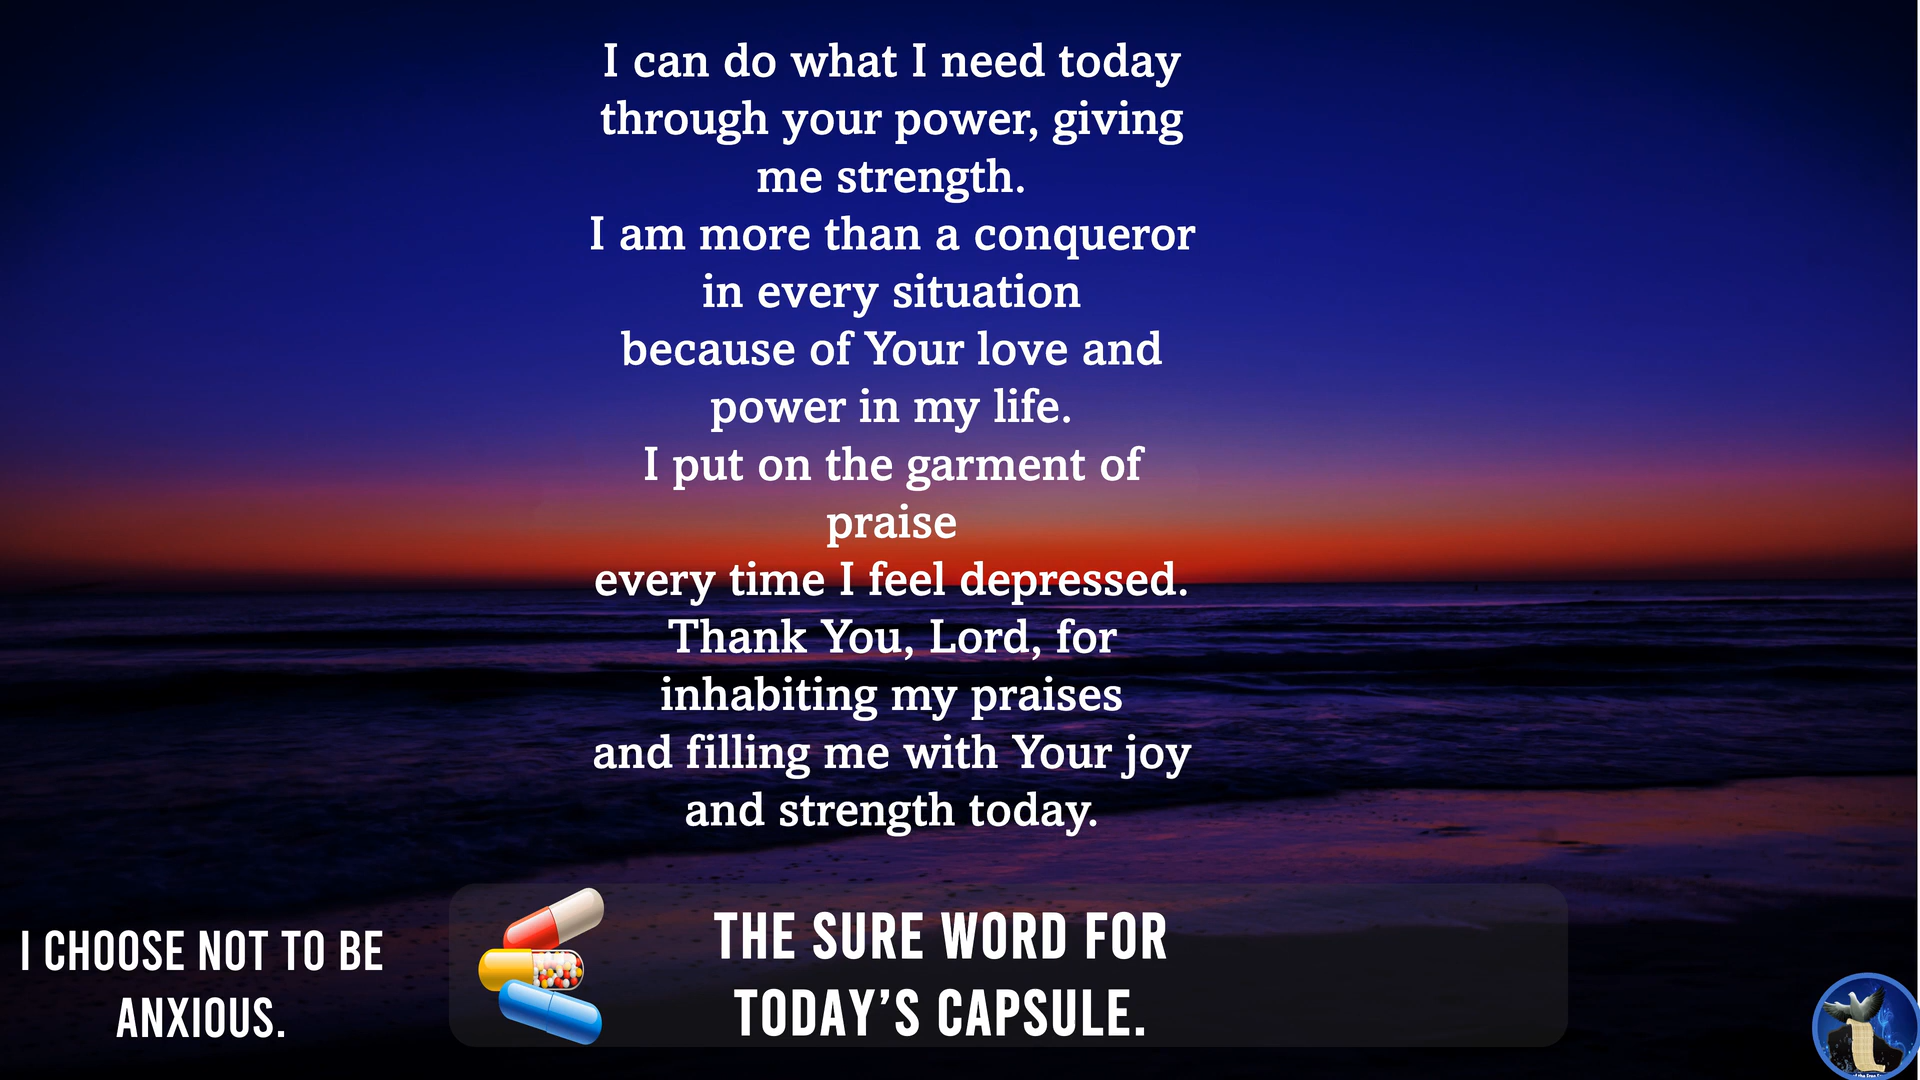 I can do what I need today
through your power, giving
me strength.
I am more than a conqueror
in every situation
because of Your love and
power in my life.
I put on the garment of
praise
every time I feel depressed.
Thank You, Lord, for
inhabiting my praises
and filling me with Your joy
and strength today.
I CHOOSE NOT TO BE
ANXIOUS.
THE SURE WORD FOR
TODAY’S CAPSULE.